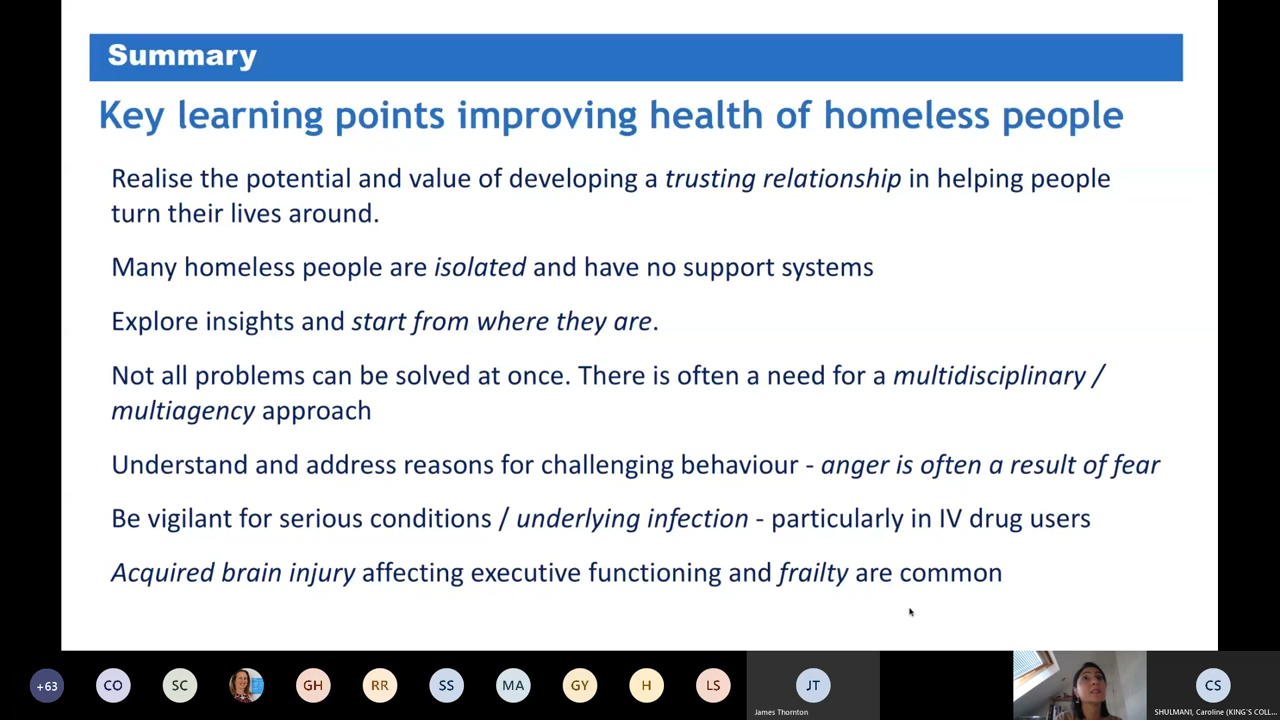 Summary
Key learning points improving health of homeless people
Realise the potential and value of developing a trusting relationship in helping people
turn their lives around.
Many homeless people are isolated and have no support systems
Explore insights and start from where they are.
Not all problems can be solved at once. There is often a need for a multidisciplinary /
multiagency approach
Understand and address reasons for challenging behaviour - anger is often a result of fear
Be vigilant for serious conditions / underlying infection - particularly in IV drug users
Acquired brain injury affecting executive functioning and frailty are common
+63
CO
SC
GH
RR
SS
MA
GY
H
LS
JT
CS
James Thornton
SHULMAN, Caroline (KING'S COLL...